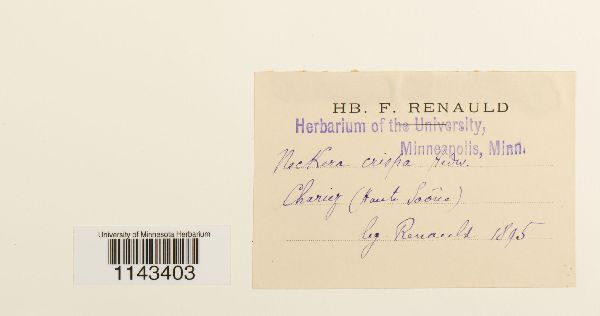 HB. F. RENAULD
Herbarium of the University,
Minneapolis, Minn.
Neckera crispa Hedw.
Chariez (Haute Saône)
leg Renauld 1895
University of Minnesota Herbarium
1143403